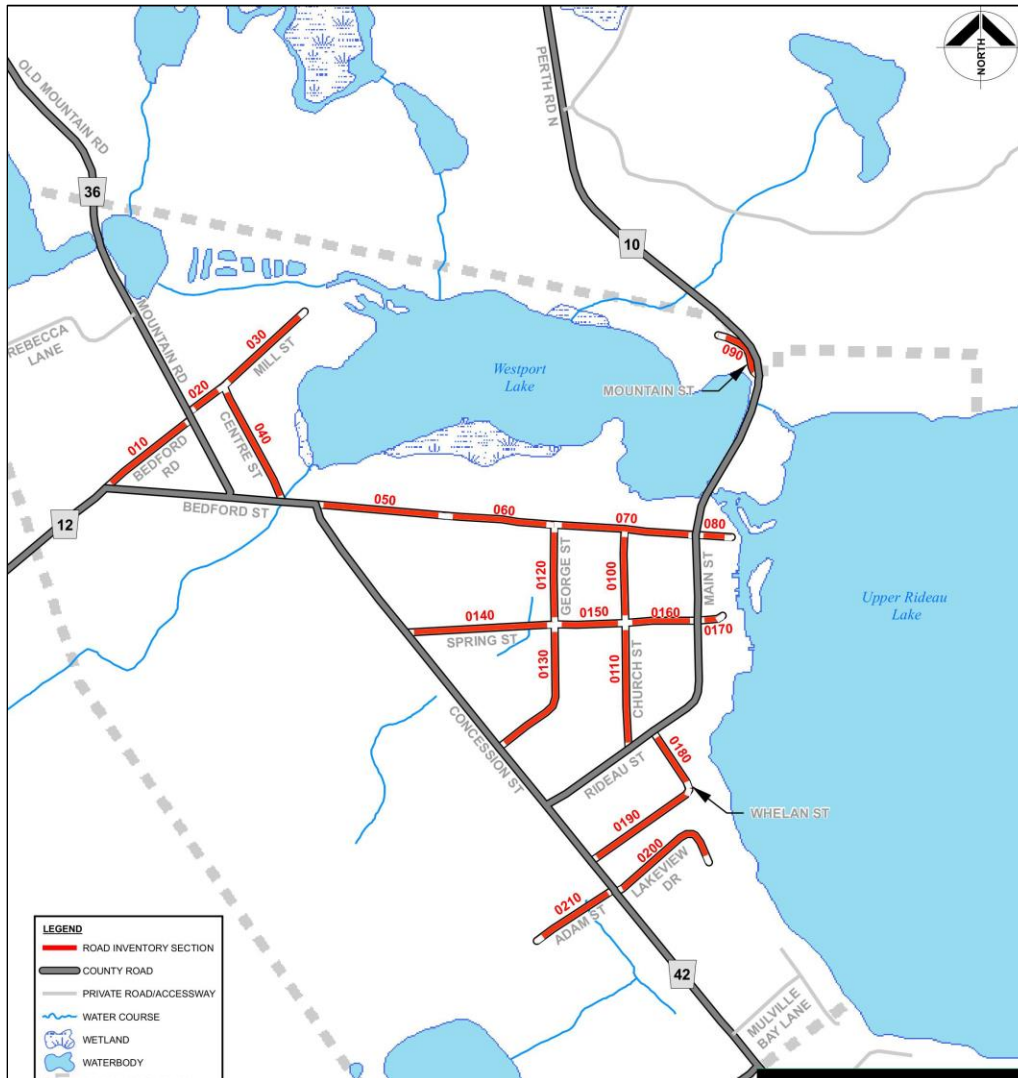 NORTH
OLD MOUNTAIN RD
PERTH RD N
36
10
MOUNTAIN RD
REBECCA
LANE
030
MILL ST
020
090
MOUNTAIN ST
Westport
Lake
010
BEDFORD
RD
CENTRE ST
040
12
BEDFORD ST
050
060
070
080
0120
GEORGE ST
0100
MAIN ST
Upper Rideau
Lake
0140
SPRING ST
0150
0160
0170
0130
0110
CHURCH ST
CONCESSION ST
RIDEAU ST
0180
WHELAN ST
0190
0200
LAKEVIEW
DR
0210
ADAM ST
42
MULVILLE
BAY LANE
LEGEND
ROAD INVENTORY SECTION
COUNTY ROAD
PRIVATE ROAD/ACCESSWAY
WATER COURSE
WETLAND
WATERBODY